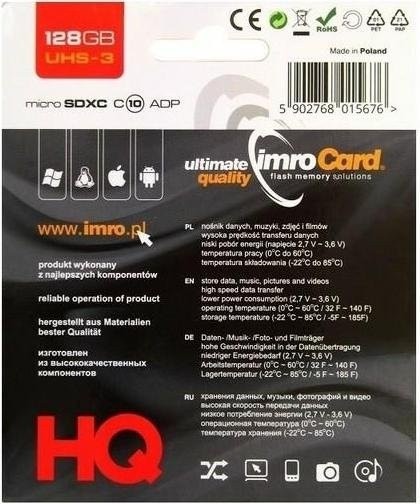 128GB
UHS-3
RoHS
PET
PAP
Made in Poland
micro SDXC C10 ADP
5 902768 015676 >
ultimate
quality
imroCard®
flash memory solutions
www.imro.pl
produkt wykonany
z najlepszych komponentów
reliable operation of product
hergestellt aus Materialien
bester Qualität
изготовлен
из высококачественных
компонентов
HQ
PL nośnik danych, muzyki, zdjęć i filmów
wysoka prędkość transferu danych
niski pobór energii (napięcie 2,7 V ~ 3,6 V)
temperatura pracy (0°C do 60°C)
temperatura składowania (-22°C do 85°C)
EN store data, music, pictures and videos
high speed data transfer
lower power consumption (2,7 V - 3,6 V)
operating temperature (0°C ~ 60°C/ 32 F ~ 140 F)
storage temperature (-22 °C ~ 85°C/ -5F ~ 185F)
DE Daten- /Musik- /Foto- und Filmträger
hohe Geschwindigkeit in der Datenübertragung
niedriger Energiebedarf (2,7 V ~ 3,6 V)
Arbeitstemperatur (0°C ~ 60°C/ 32 F ~ 140 F)
Lagertemperatur (-22°C ~ 85°C/ -5 F ~ 185 F)
RU хранения данных, музыки, фотографий и видео
высокая скорость передачи данных
низкое потребление энергии (2,7 V - 3,6 V)
операционная температура (0°C ~ 60°C)
температура хранения (-22°C ~ 85°C)